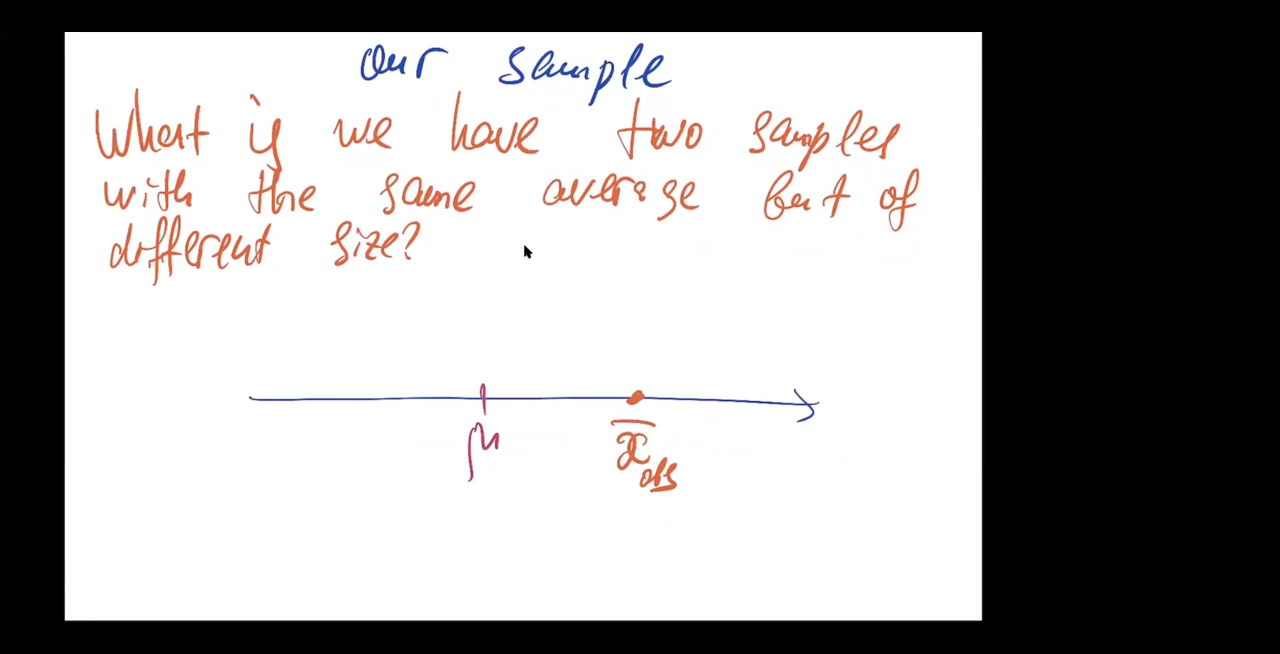 Our sample
What if we have two samples
with the same average but of
different size?
μ
x̄ obs